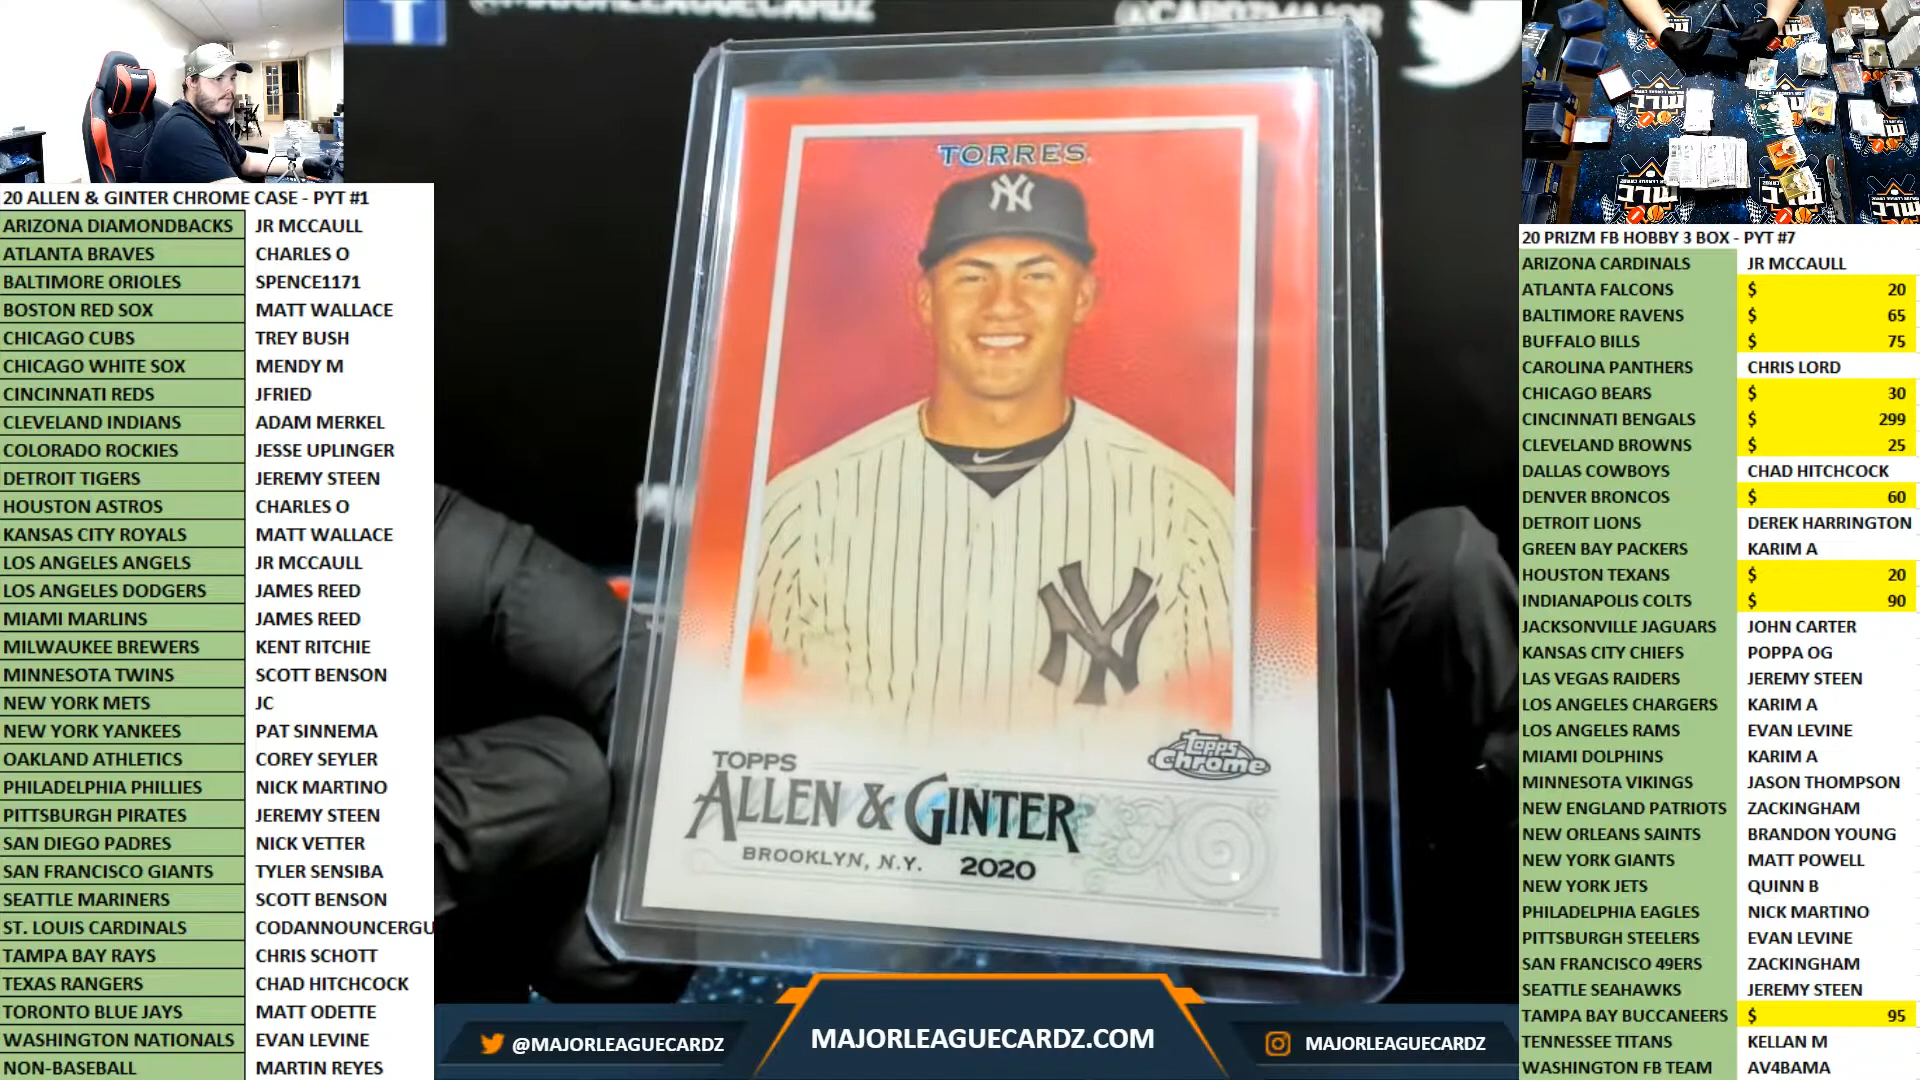 @MAJORLEAGUECARDZ
@CARDZMAJOR
20 ALLEN & GINTER CHROME CASE - PYT #1
ARIZONA DIAMONDBACKS JR MCCAULL
ATLANTA BRAVES CHARLES O
BALTIMORE ORIOLES SPENCE1171
BOSTON RED SOX MATT WALLACE
CHICAGO CUBS TREY BUSH
CHICAGO WHITE SOX MENDY M
CINCINNATI REDS JFRIED
CLEVELAND INDIANS ADAM MERKEL
COLORADO ROCKIES JESSE UPLINGER
DETROIT TIGERS JEREMY STEEN
HOUSTON ASTROS CHARLES O
KANSAS CITY ROYALS MATT WALLACE
LOS ANGELES ANGELS JR MCCAULL
LOS ANGELES DODGERS JAMES REED
MIAMI MARLINS JAMES REED
MILWAUKEE BREWERS KENT RITCHIE
MINNESOTA TWINS SCOTT BENSON
NEW YORK METS JC
NEW YORK YANKEES PAT SINNEMA
OAKLAND ATHLETICS COREY SEYLER
PHILADELPHIA PHILLIES NICK MARTINO
PITTSBURGH PIRATES JEREMY STEEN
SAN DIEGO PADRES NICK VETTER
SAN FRANCISCO GIANTS TYLER SENSIBA
SEATTLE MARINERS SCOTT BENSON
ST. LOUIS CARDINALS CODANNOUNCERGU
TAMPA BAY RAYS CHRIS SCHOTT
TEXAS RANGERS CHAD HITCHCOCK
TORONTO BLUE JAYS MATT ODETTE
WASHINGTON NATIONALS EVAN LEVINE
NON-BASEBALL MARTIN REYES
TORRES
NY
NY
Topps Chrome
TOPPS
ALLEN & GINTER
BROOKLYN, N.Y. 2020
@MAJORLEAGUECARDZ
MAJORLEAGUECARDZ.COM
MAJORLEAGUECARDZ
MLC
20 PRIZM FB HOBBY 3 BOX - PYT #7
ARIZONA CARDINALS JR MCCAULL
ATLANTA FALCONS $ 20
BALTIMORE RAVENS $ 65
BUFFALO BILLS $ 75
CAROLINA PANTHERS CHRIS LORD
CHICAGO BEARS $ 30
CINCINNATI BENGALS $ 299
CLEVELAND BROWNS $ 25
DALLAS COWBOYS CHAD HITCHCOCK
DENVER BRONCOS $ 60
DETROIT LIONS DEREK HARRINGTON
GREEN BAY PACKERS KARIM A
HOUSTON TEXANS $ 20
INDIANAPOLIS COLTS $ 90
JACKSONVILLE JAGUARS JOHN CARTER
KANSAS CITY CHIEFS POPPA OG
LAS VEGAS RAIDERS JEREMY STEEN
LOS ANGELES CHARGERS KARIM A
LOS ANGELES RAMS EVAN LEVINE
MIAMI DOLPHINS KARIM A
MINNESOTA VIKINGS JASON THOMPSON
NEW ENGLAND PATRIOTS ZACKINGHAM
NEW ORLEANS SAINTS BRANDON YOUNG
NEW YORK GIANTS MATT POWELL
NEW YORK JETS QUINN B
PHILADELPHIA EAGLES NICK MARTINO
PITTSBURGH STEELERS EVAN LEVINE
SAN FRANCISCO 49ERS ZACKINGHAM
SEATTLE SEAHAWKS JEREMY STEEN
TAMPA BAY BUCCANEERS $ 95
TENNESSEE TITANS KELLAN M
WASHINGTON FB TEAM AV4BAMA